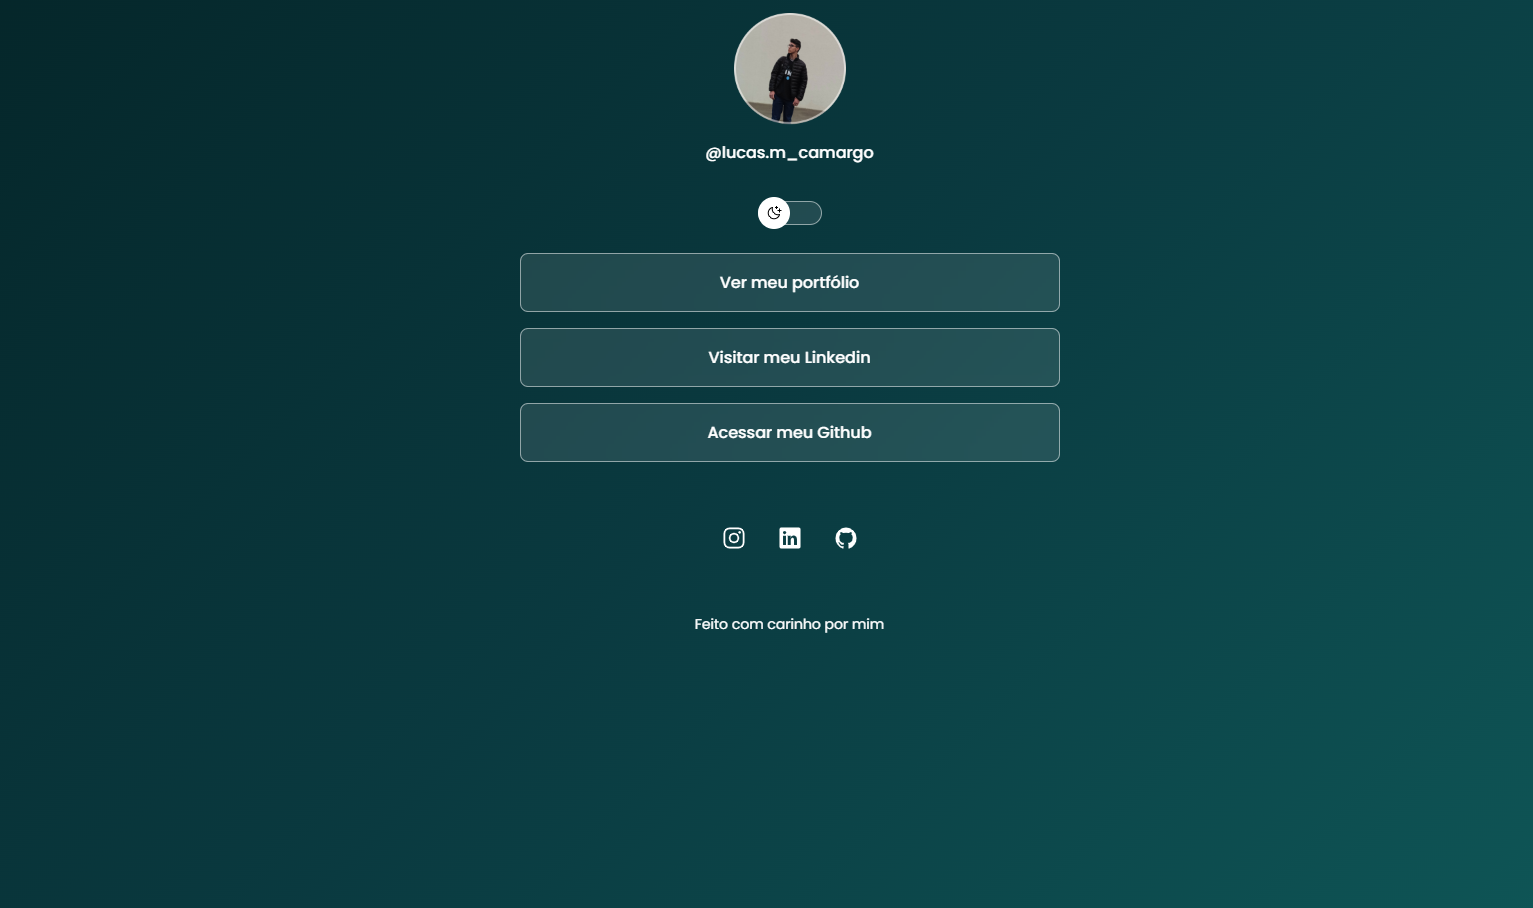 @lucas.m_camargo
Ver meu portfólio
Visitar meu Linkedin
Acessar meu Github
Feito com carinho por mim